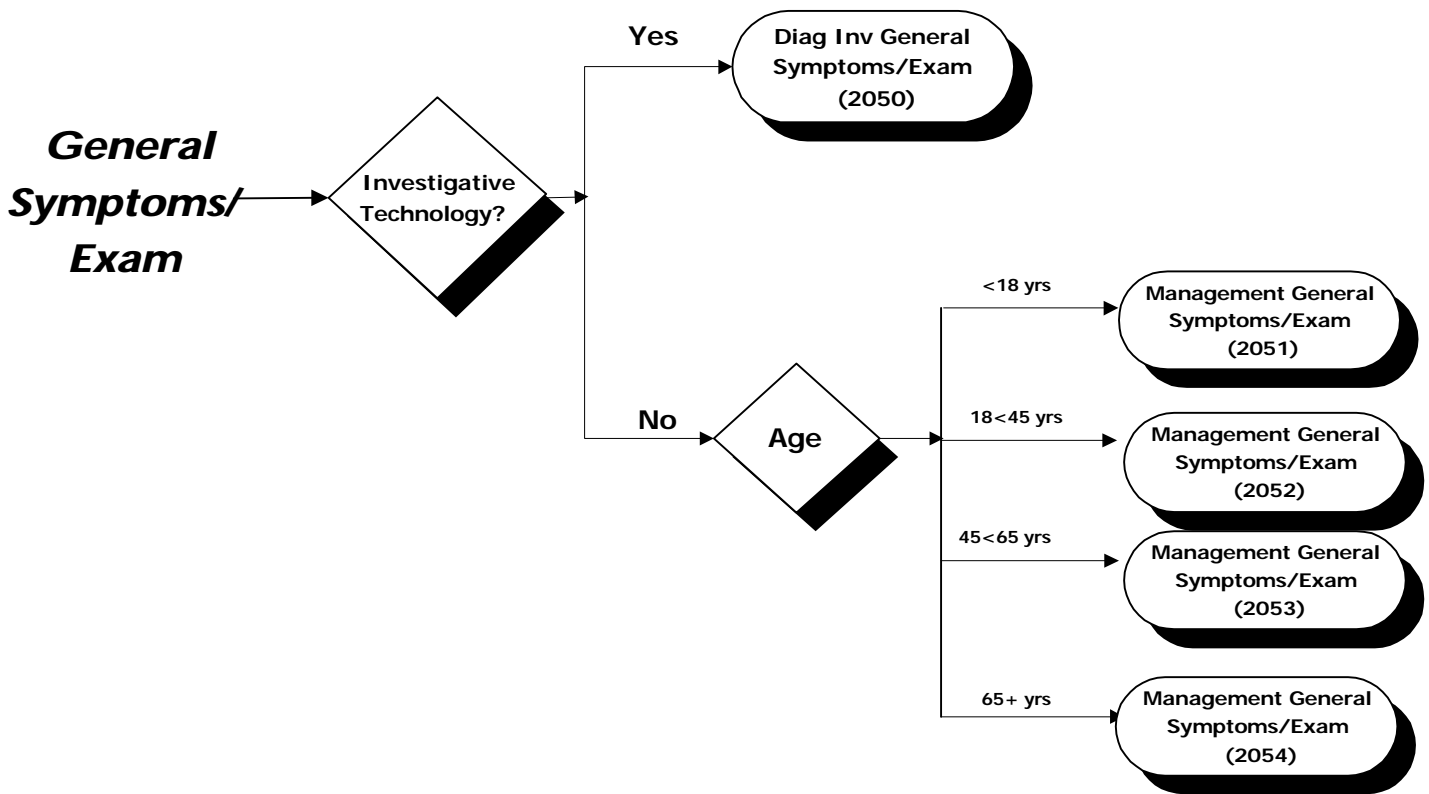 General
Symptoms/
Exam
Investigative
Technology?
Yes
Diag Inv General
Symptoms/Exam
(2050)
No
Age
<18 yrs
Management General
Symptoms/Exam
(2051)
18<45 yrs
Management General
Symptoms/Exam
(2052)
45<65 yrs
Management General
Symptoms/Exam
(2053)
65+ yrs
Management General
Symptoms/Exam
(2054)